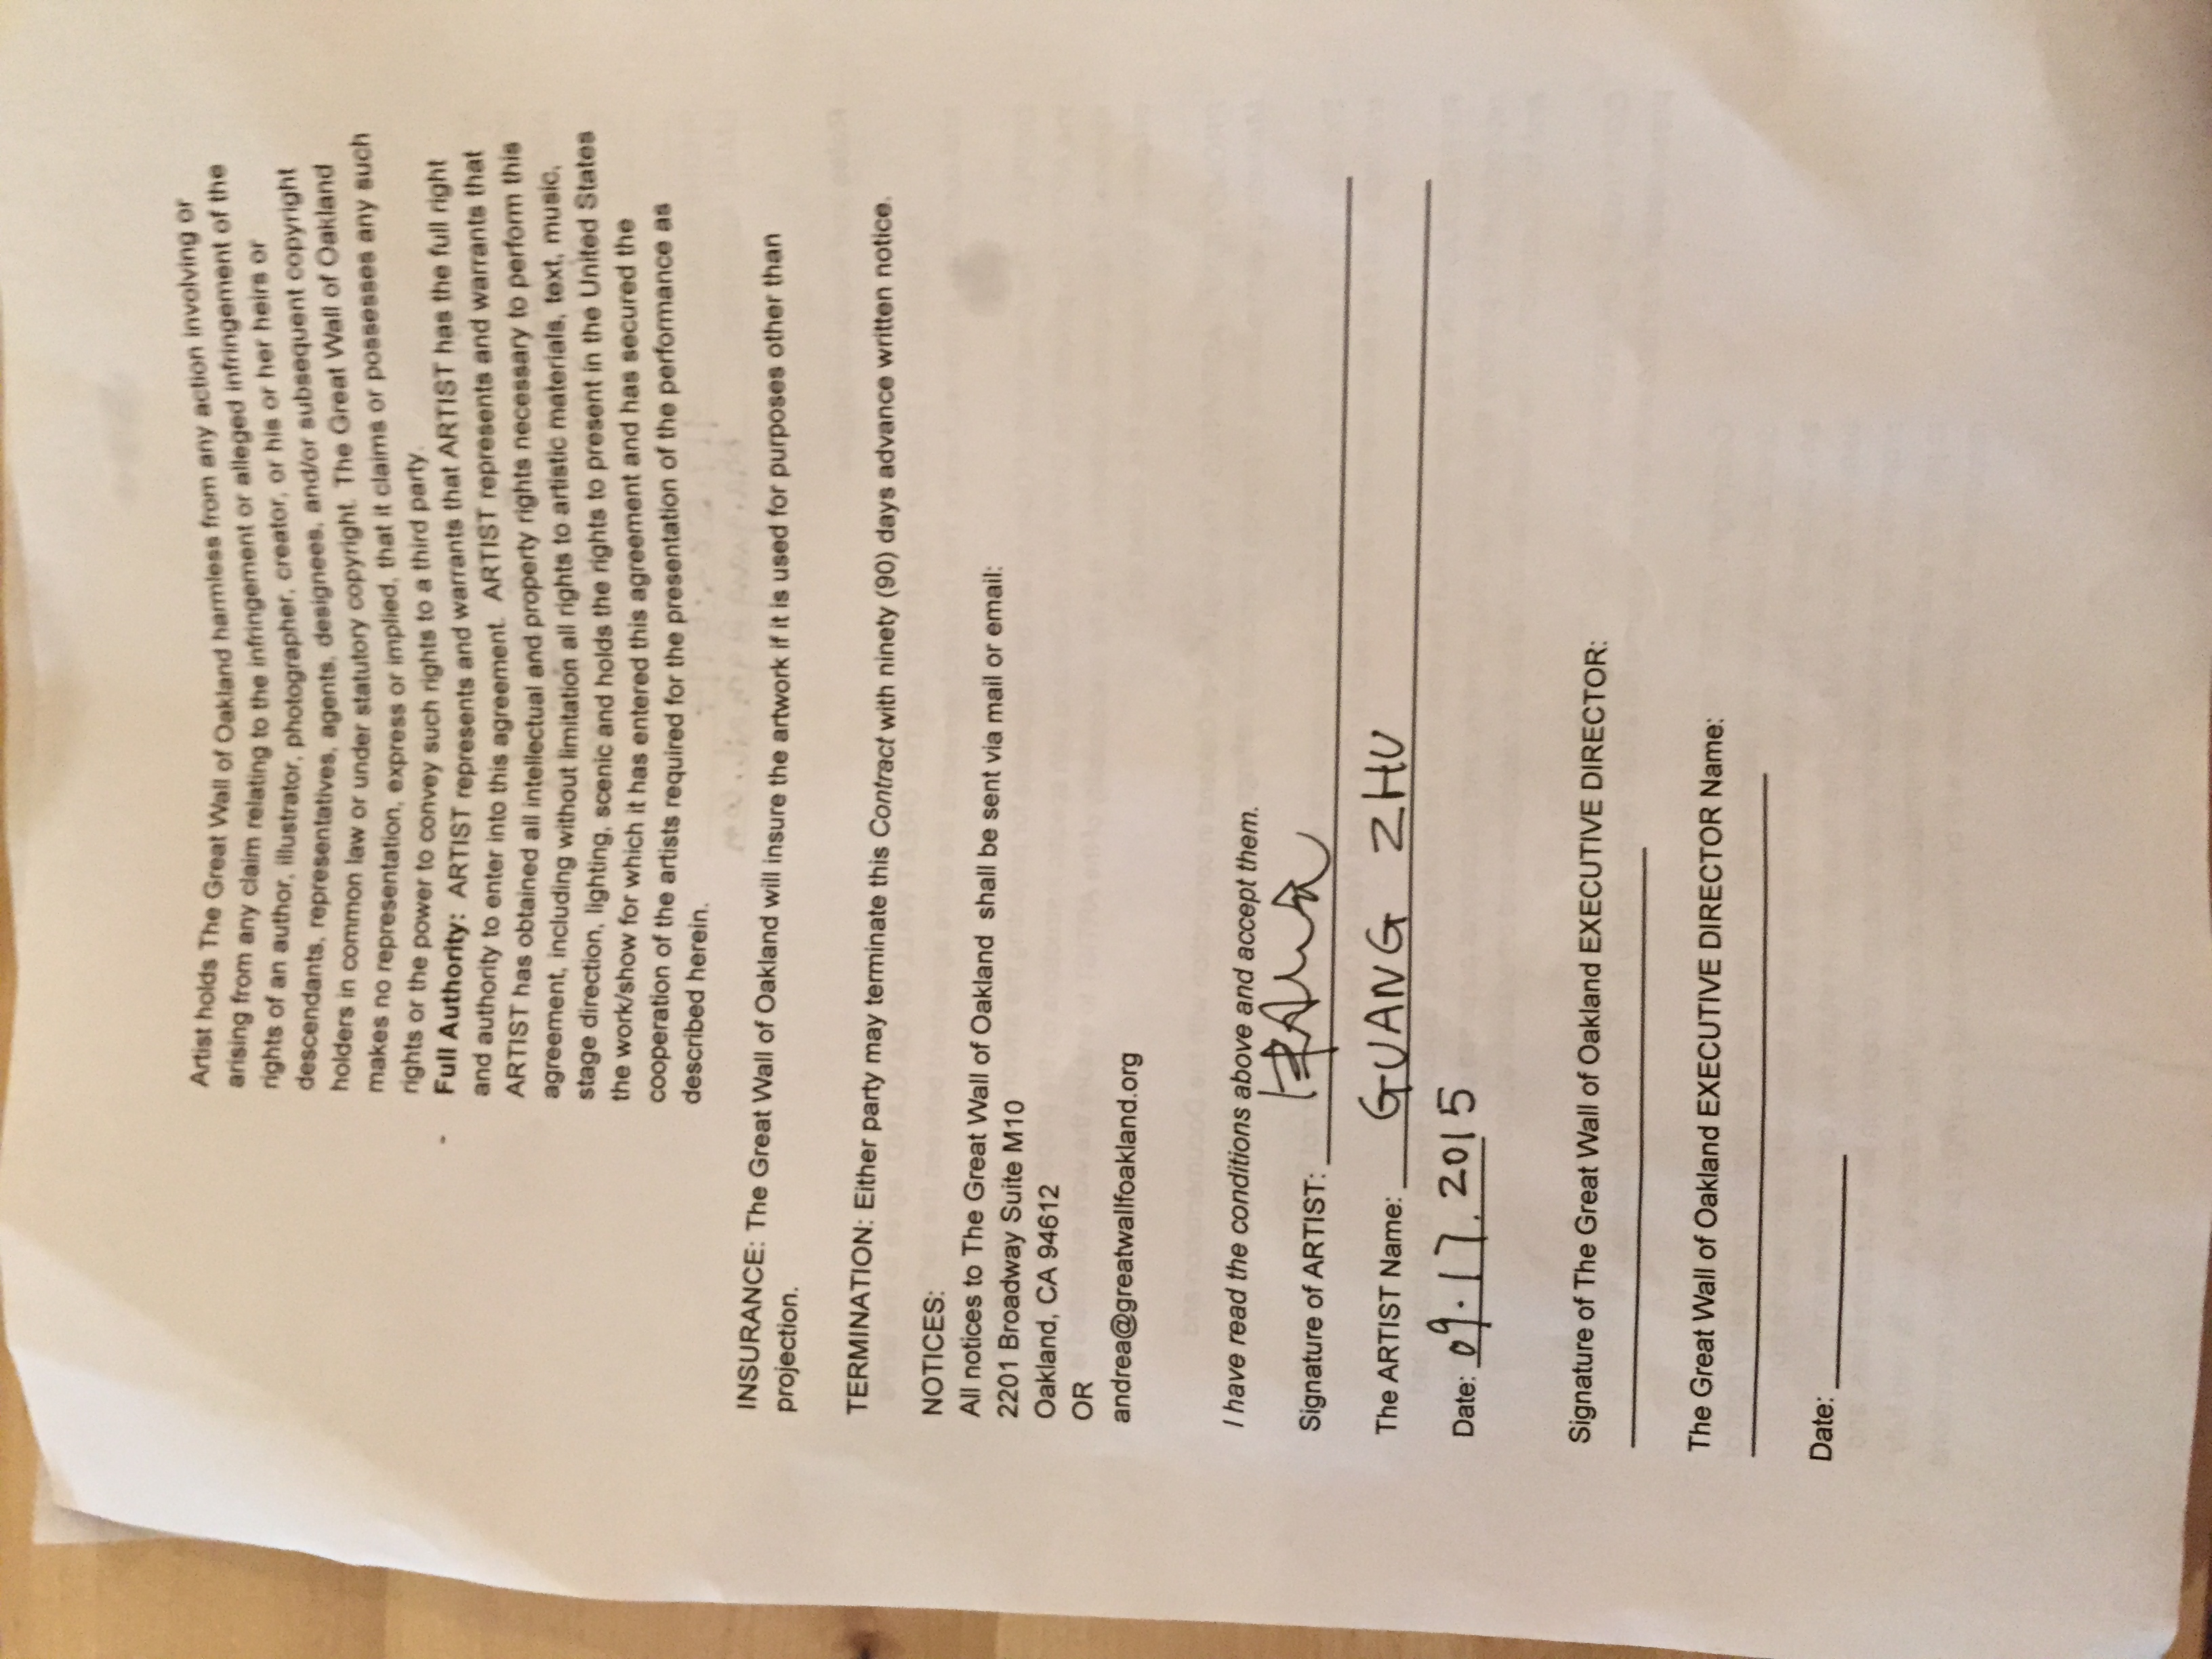 Artist holds The Great Wall of Oakland harmless from any action involving or
arising from any claim relating to the infringement or alleged infringement of the
rights of an author, illustrator, photographer, creator, or his or her heirs or
descendants, representatives, agents, designees, and/or subsequent copyright
holders in common law or under statutory copyright. The Great Wall of Oakland
makes no representation, express or implied, that it claims or possesses any such
rights or the power to convey such rights to a third party.
- Full Authority: ARTIST represents and warrants that ARTIST has the full right
and authority to enter into this agreement. ARTIST represents and warrants that
ARTIST has obtained all intellectual and property rights necessary to perform this
agreement, including without limitation all rights to artistic materials, text, music,
stage direction, lighting, scenic and holds the rights to present in the United States
the work/show for which it has entered this agreement and has secured the
cooperation of the artists required for the presentation of the performance as
described herein.
INSURANCE: The Great Wall of Oakland will insure the artwork if it is used for purposes other than
projection.
TERMINATION: Either party may terminate this Contract with ninety (90) days advance written notice.
NOTICES:
All notices to The Great Wall of Oakland shall be sent via mail or email:
2201 Broadway Suite M10
Oakland, CA 94612
OR
andrea@greatwallfoakland.org
I have read the conditions above and accept them.
Signature of ARTIST:
The ARTIST Name: GUANG ZHU
Date: 09.17.2015
Signature of The Great Wall of Oakland EXECUTIVE DIRECTOR:
The Great Wall of Oakland EXECUTIVE DIRECTOR Name:
Date: